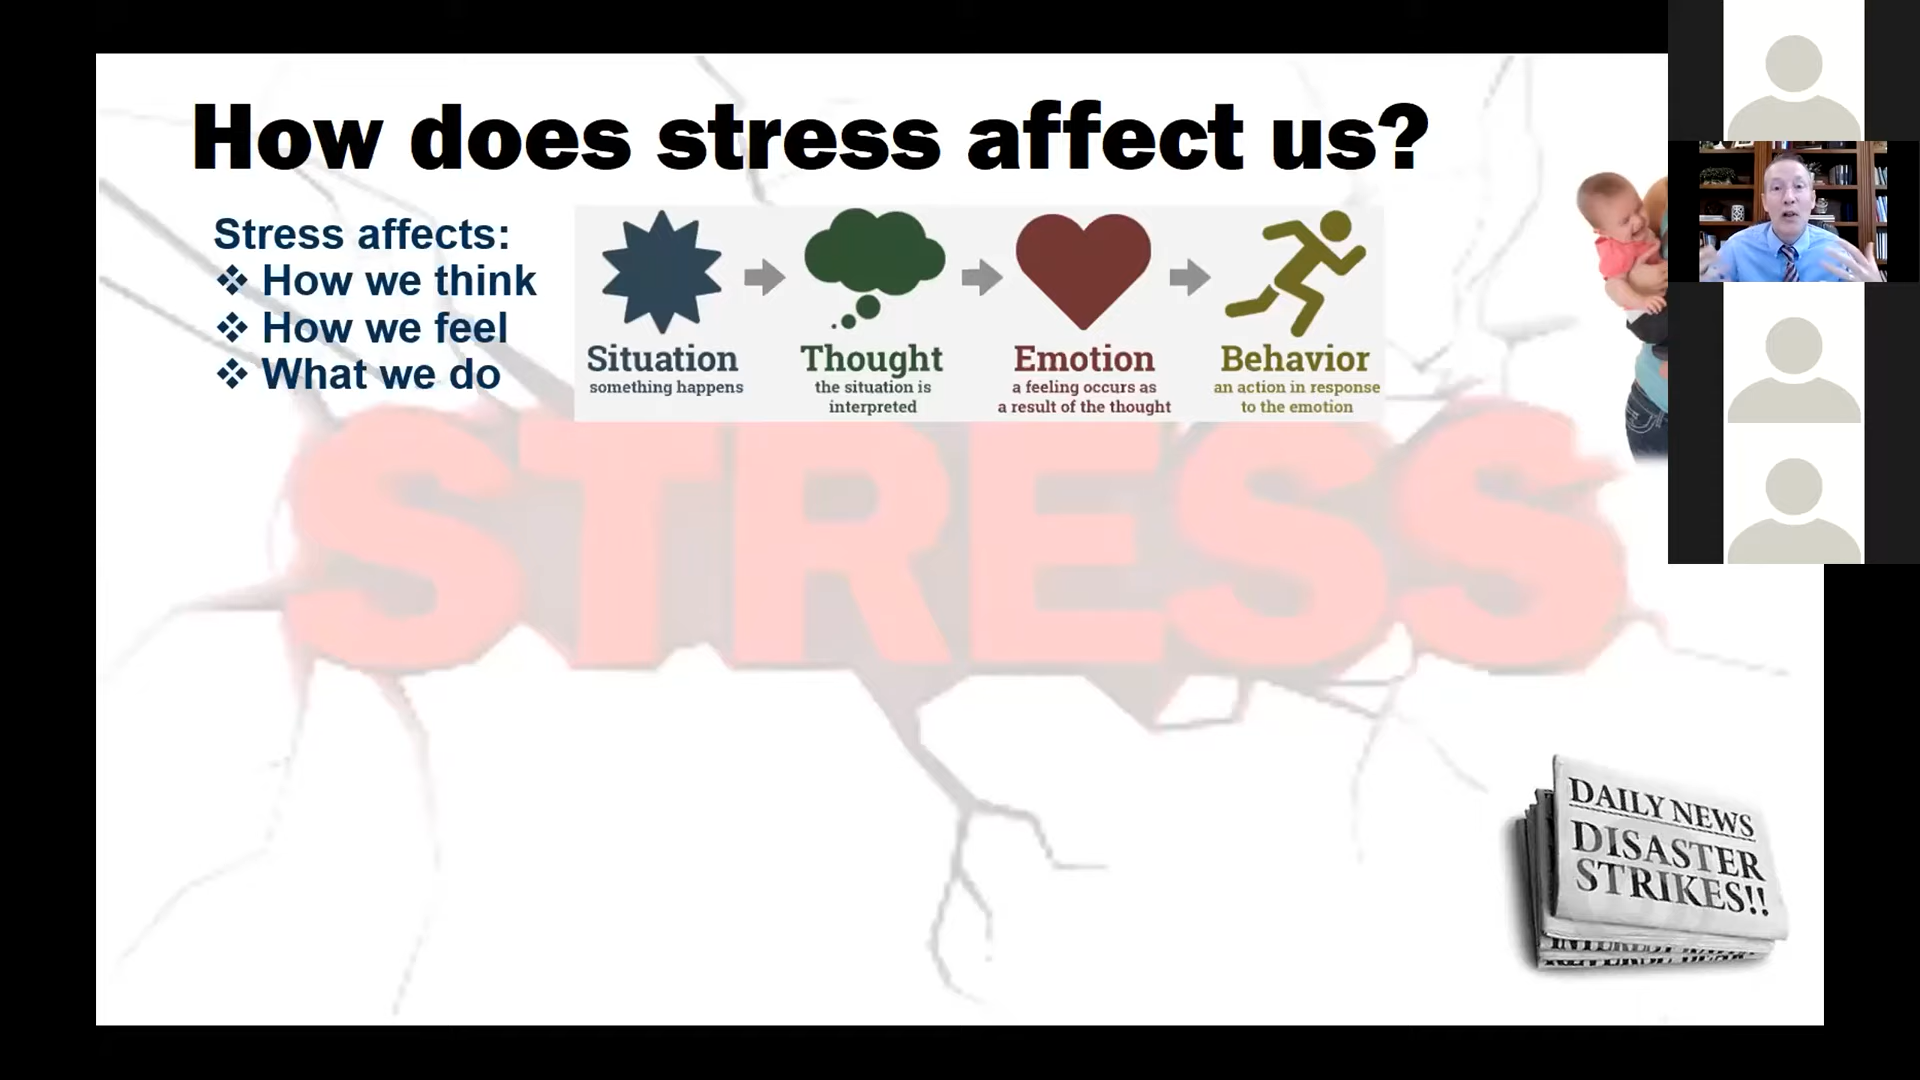 How does stress affect us?
Stress affects:
❖ How we think
❖ How we feel
❖ What we do
Situation
something happens
Thought
the situation is
interpreted
Emotion
a feeling occurs as
a result of the thought
Behavior
an action in response
to the emotion
STRESS
DAILY NEWS
DISASTER
STRIKES!!